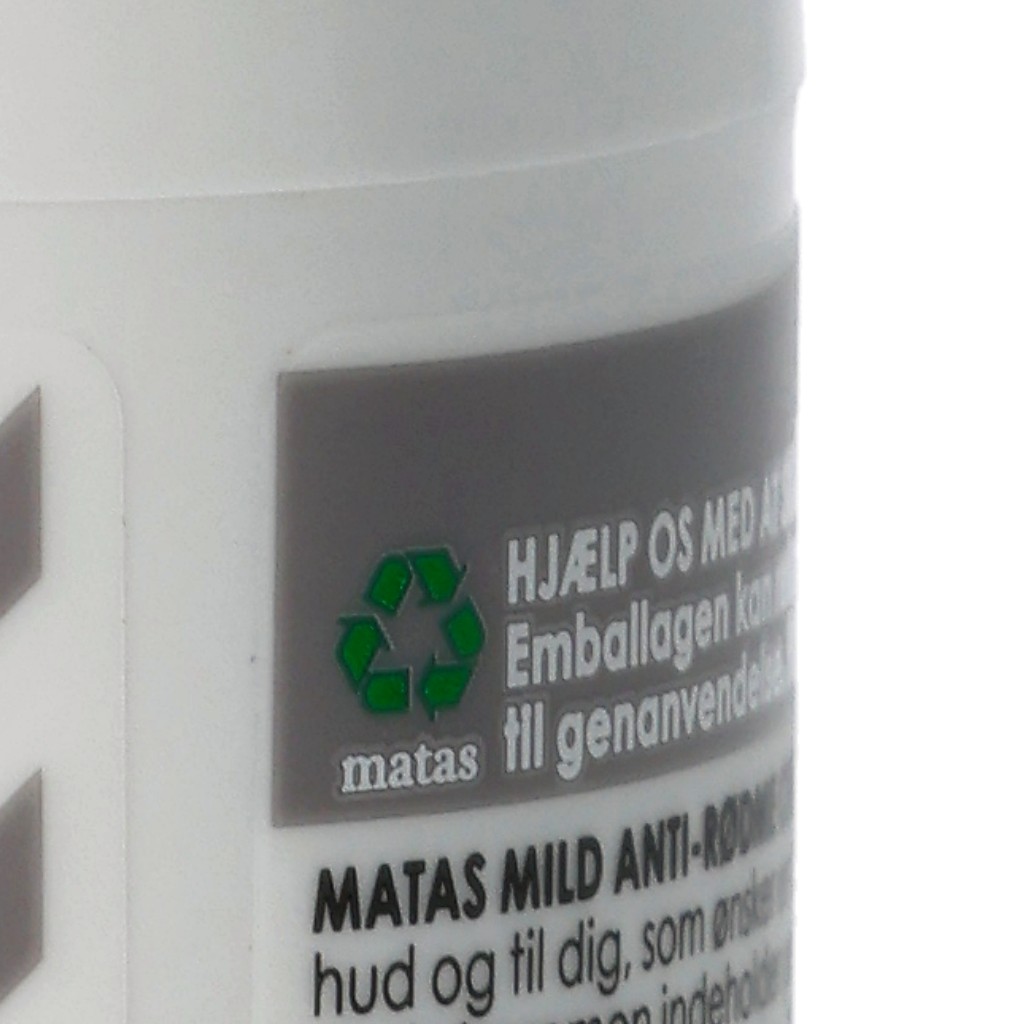 HJÆLP OS MED AT
Emballagen kan
til genanvendelse
matas
MATAS MILD ANTI-RØDME
hud og til dig, som ønsker
indeholder